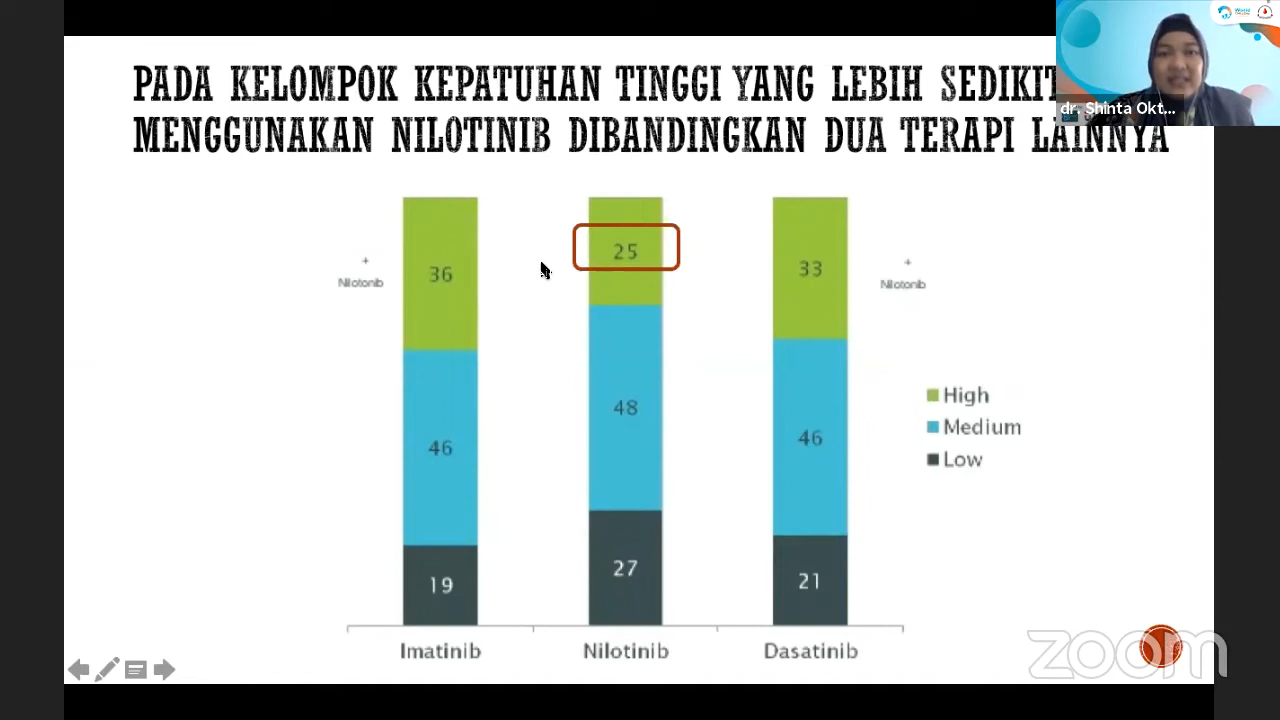 PADA KELOMPOK KEPATUHAN TINGGI YANG LEBIH SEDIKIT
MENGGUNAKAN NILOTINIB DIBANDINGKAN DUA TERAPI LAINNYA
dr. Shinta Okt...
+
Nilotonib
36
46
19
Imatinib
25
48
27
Nilotinib
33
46
21
Dasatinib
+
Nilotonib
High
Medium
Low
zoom